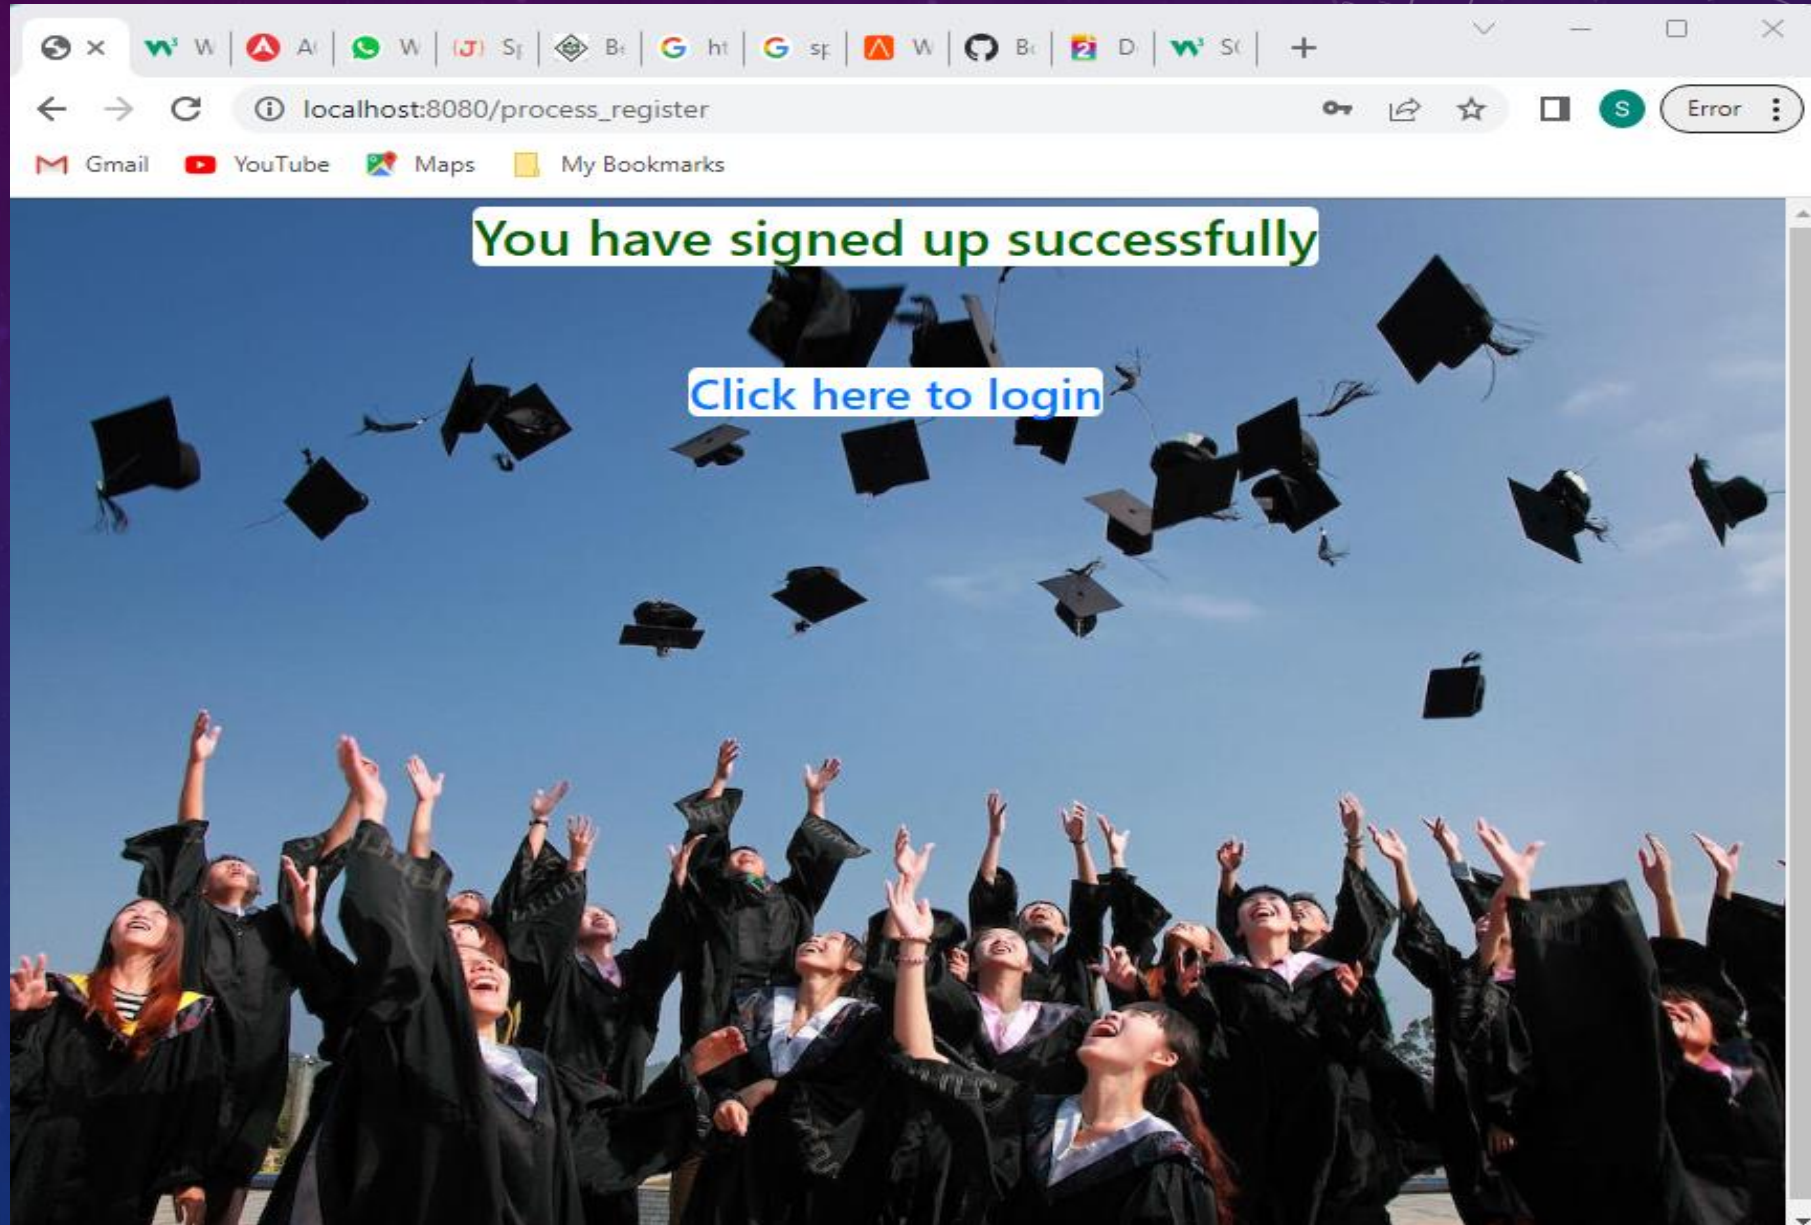 localhost:8080/process_register
Error
Gmail YouTube Maps My Bookmarks
You have signed up successfully
Click here to login